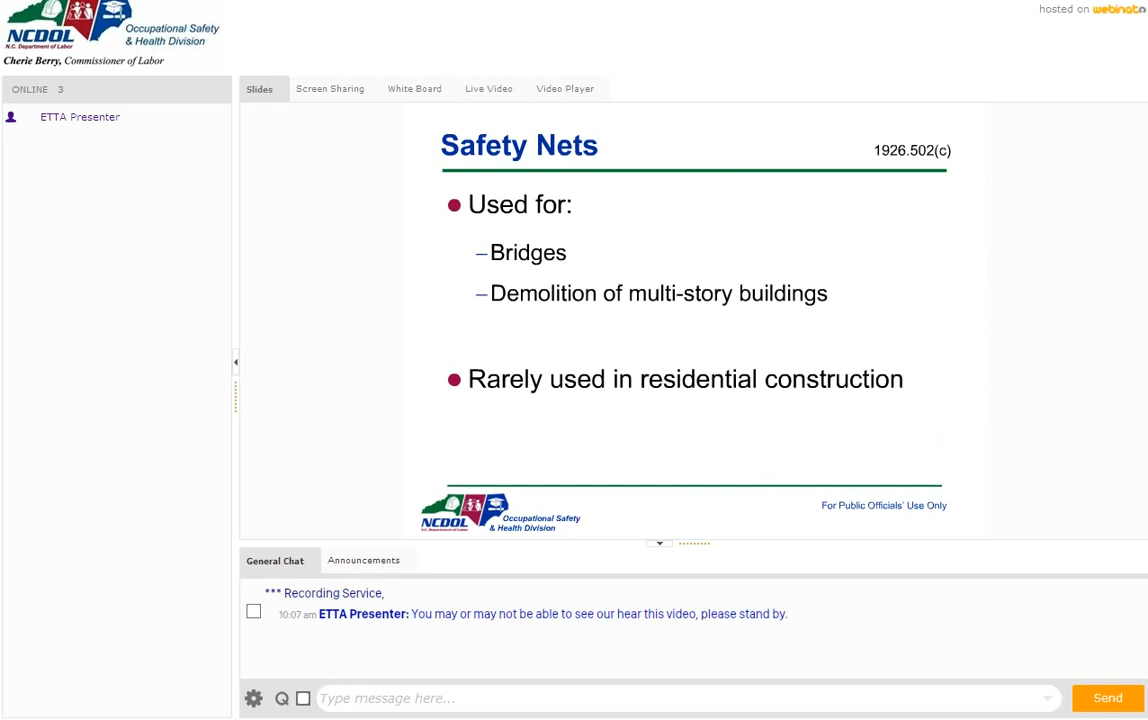 hosted on webinato
NCDOL
N.C. Department of Labor
Occupational Safety
& Health Division
Cherie Berry, Commissioner of Labor
ONLINE 3
ETTA Presenter
Slides Screen Sharing White Board Live Video Video Player
Safety Nets 1926.502(c)
Used for:
–Bridges
–Demolition of multi-story buildings
Rarely used in residential construction
NCDOL
N.C. Department of Labor
Occupational Safety
& Health Division
For Public Officials' Use Only
General Chat Announcements
*** Recording Service,
10:07 am ETTA Presenter: You may or may not be able to see our hear this video, please stand by.
Q Type message here... Send